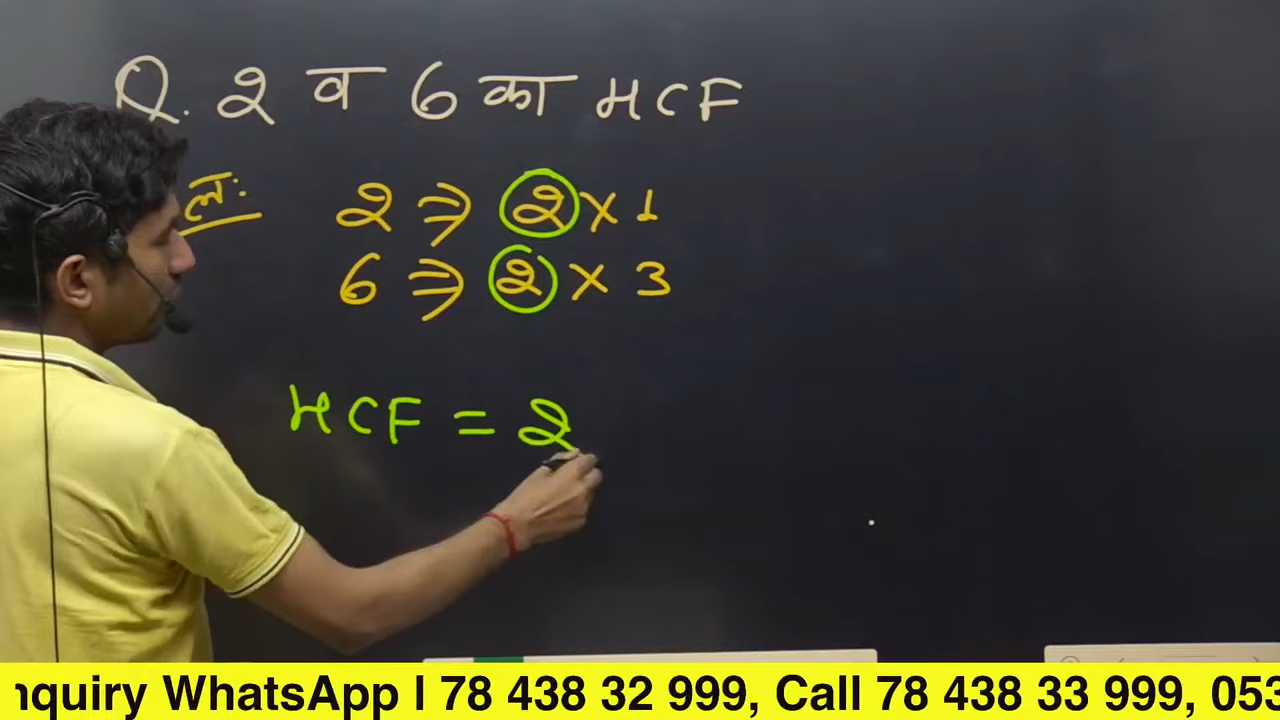 Q. 2 व 6 का HCF
ल:
2 ⇒ 2 × 1
6 ⇒ 2 × 3
HCF = 2
nquiry WhatsApp | 78 438 32 999, Call 78 438 33 999, 053